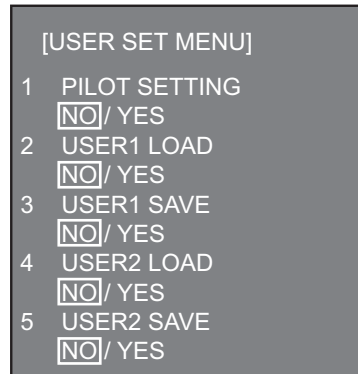 [USER SET MENU]
1 PILOT SETTING
NO / YES
2 USER1 LOAD
NO / YES
3 USER1 SAVE
NO / YES
4 USER2 LOAD
NO / YES
5 USER2 SAVE
NO / YES